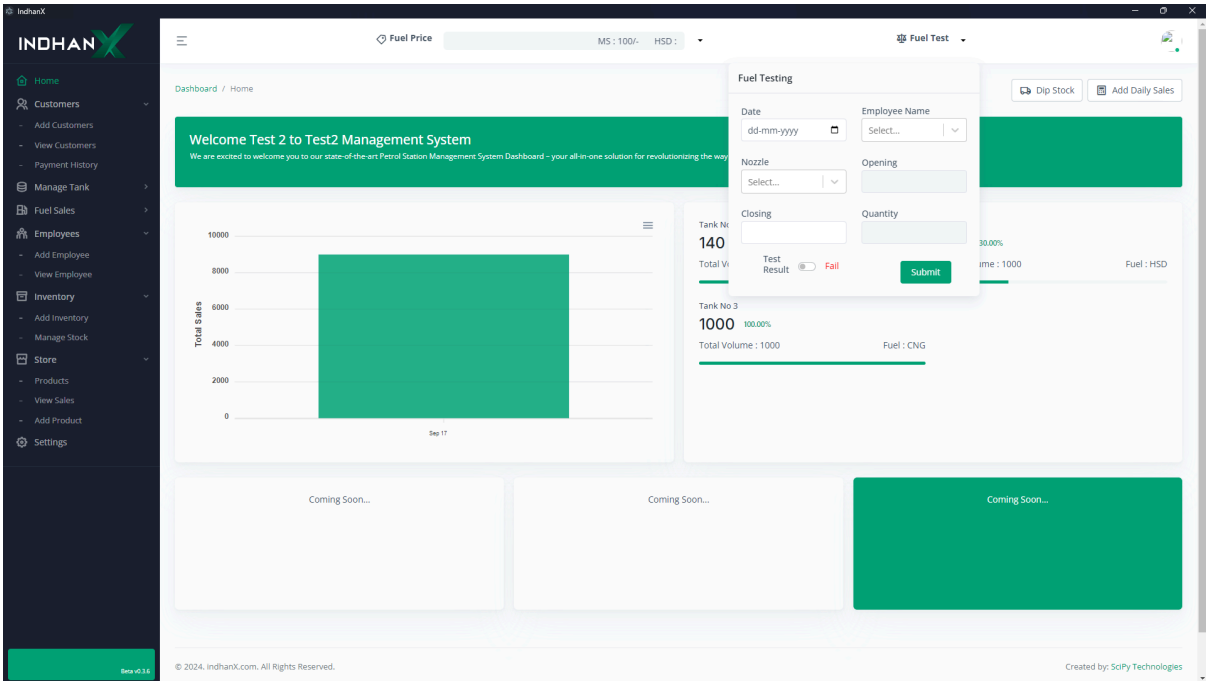 IndhanX
INDHANX
Home
Customers
- Add Customers
- View Customers
- Payment History
Manage Tank
Fuel Sales
Employees
- Add Employee
- View Employee
Inventory
- Add Inventory
- Manage Stock
Store
- Products
- View Sales
- Add Product
Settings
Beta v0.3.6
Fuel Price MS : 100/- HSD :
Fuel Test
Dashboard / Home
Dip Stock
Add Daily Sales
Welcome Test 2 to Test2 Management System
We are excited to welcome you to our state-of-the-art Petrol Station Management System Dashboard – your all-in-one solution for revolutionizing the way
Fuel Testing
Date
Employee Name
dd-mm-yyyy
Select...
Nozzle
Opening
Select...
Closing
Quantity
Test
Result
Fail
Submit
Total Sales
10000
8000
6000
4000
2000
0
Sep 17
Tank No
140
Total Vo
30.00%
me : 1000
Fuel : HSD
Tank No 3
1000 100.00%
Total Volume : 1000
Fuel : CNG
Coming Soon...
Coming Soon...
Coming Soon...
© 2024. indhanX.com. All Rights Reserved.
Created by: SciPy Technologies